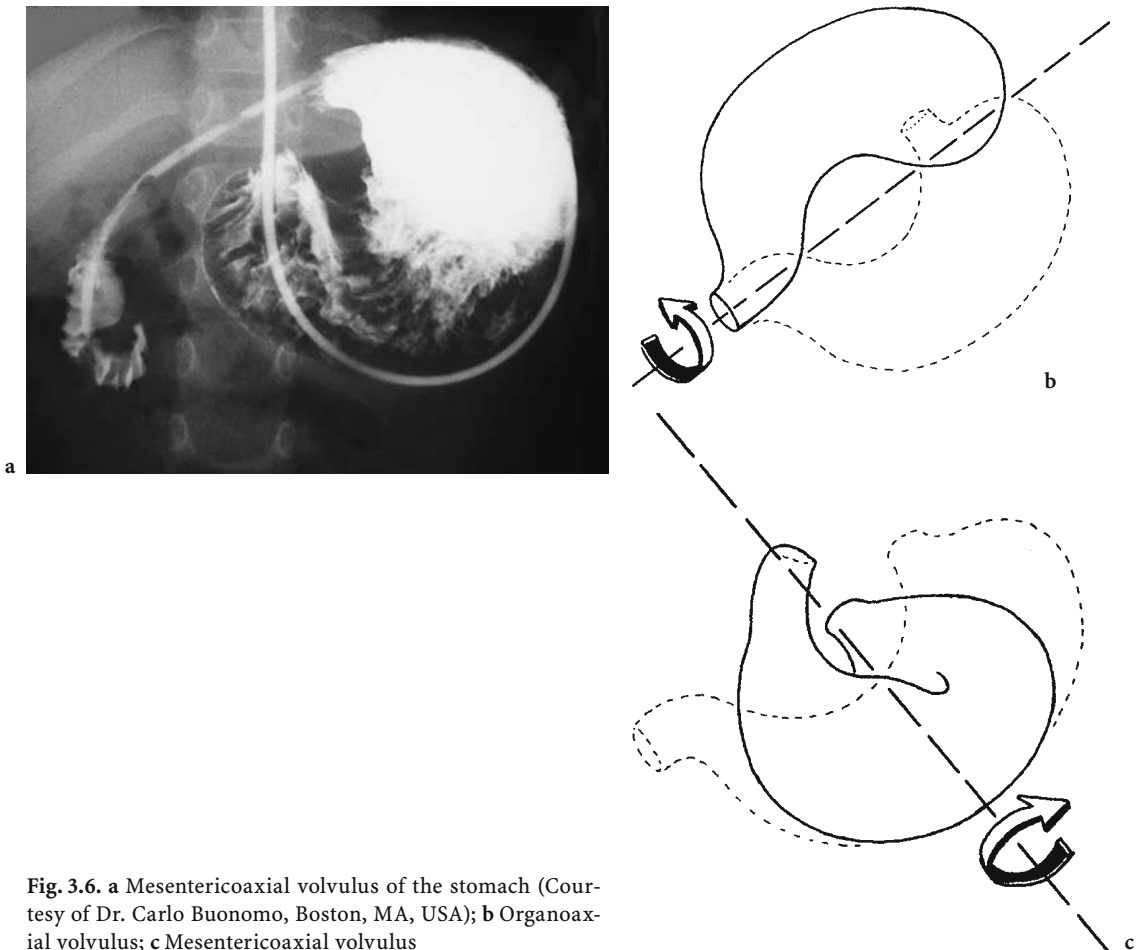 a
b
c
Fig. 3.6. a Mesentericoaxial volvulus of the stomach (Cour-
tesy of Dr. Carlo Buonomo, Boston, MA, USA); b Organoax-
ial volvulus; c Mesentericoaxial volvulus